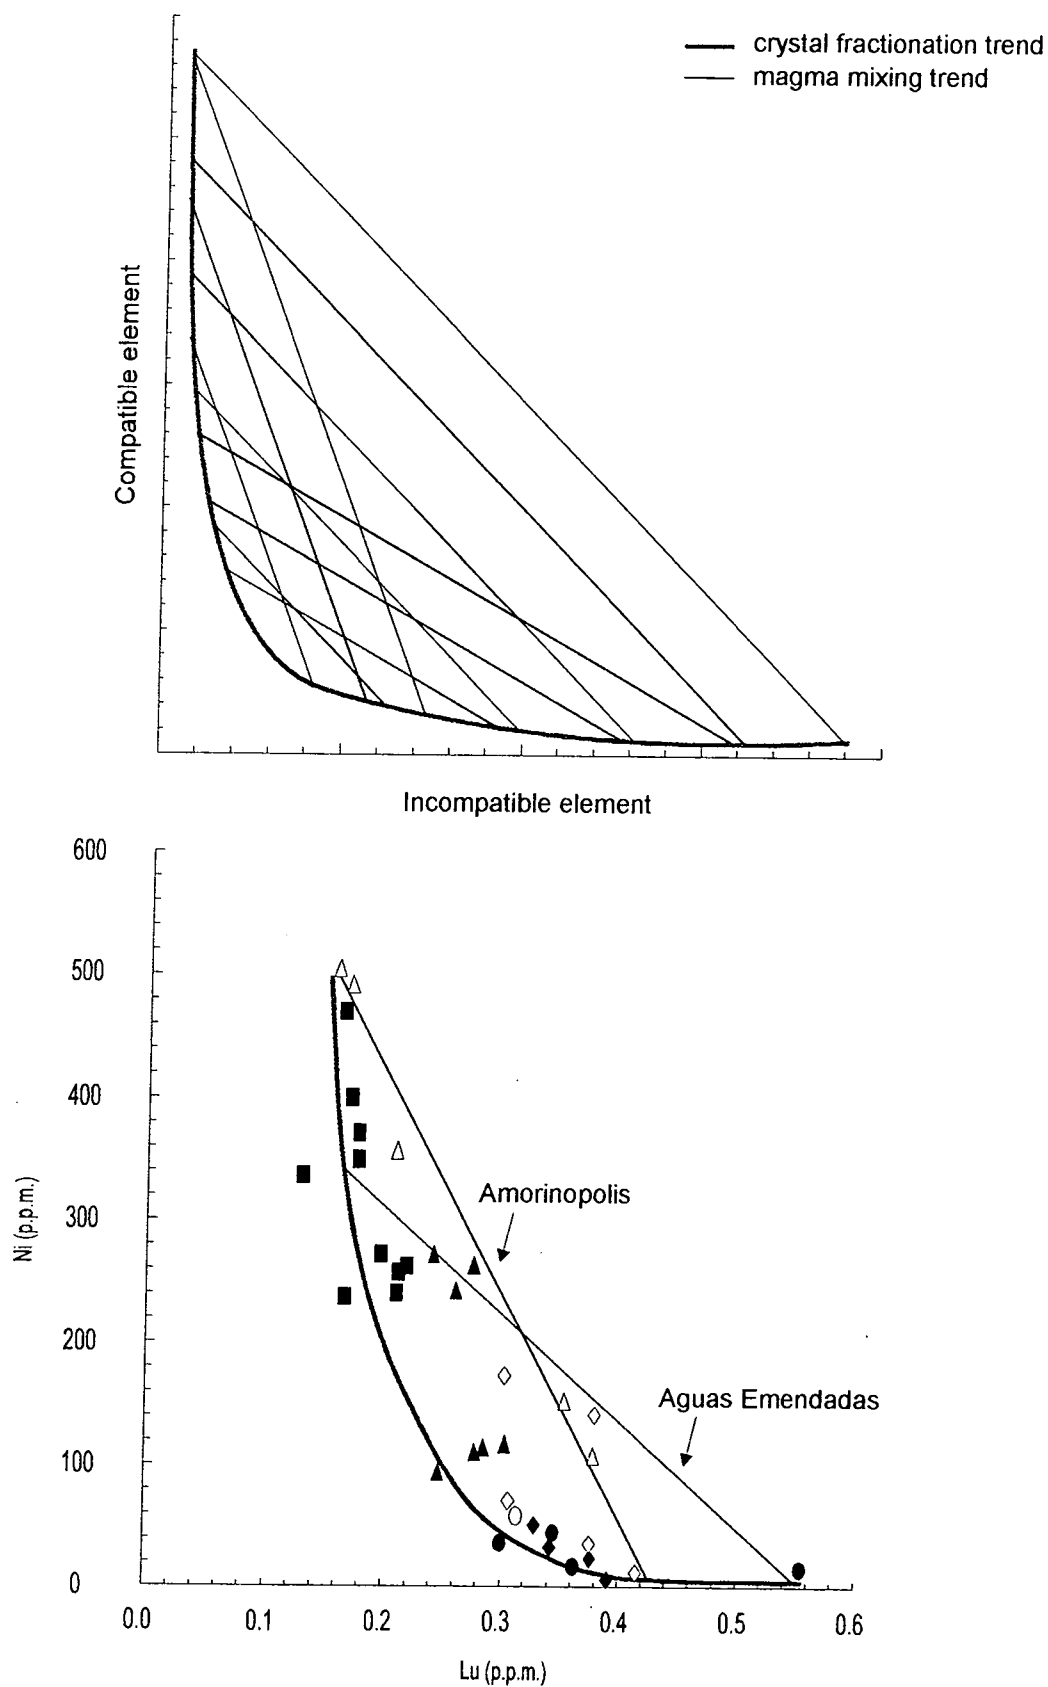 crystal fractionation trend
magma mixing trend
Compatible element
Incompatible element
600
500
400
300
200
100
0
Ni (p.p.m.)
Amorinopolis
Aguas Emendadas
0.0 0.1 0.2 0.3 0.4 0.5 0.6
Lu (p.p.m.)